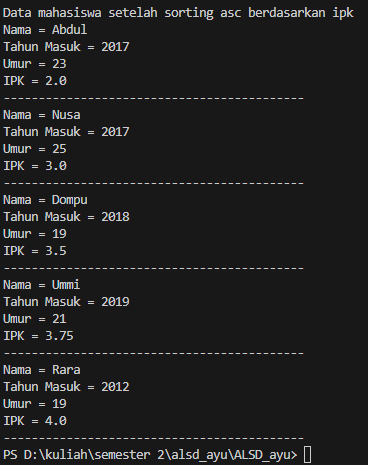 Data mahasiswa setelah sorting asc berdasarkan ipk
Nama = Abdul
Tahun Masuk = 2017
Umur = 23
IPK = 2.0
----------------------------------------
Nama = Nusa
Tahun Masuk = 2017
Umur = 25
IPK = 3.0
----------------------------------------
Nama = Dompu
Tahun Masuk = 2018
Umur = 19
IPK = 3.5
----------------------------------------
Nama = Ummi
Tahun Masuk = 2019
Umur = 21
IPK = 3.75
----------------------------------------
Nama = Rara
Tahun Masuk = 2012
Umur = 19
IPK = 4.0
----------------------------------------
PS D:\kuliah\semester 2\alsd_ayu\ALSD_ayu>